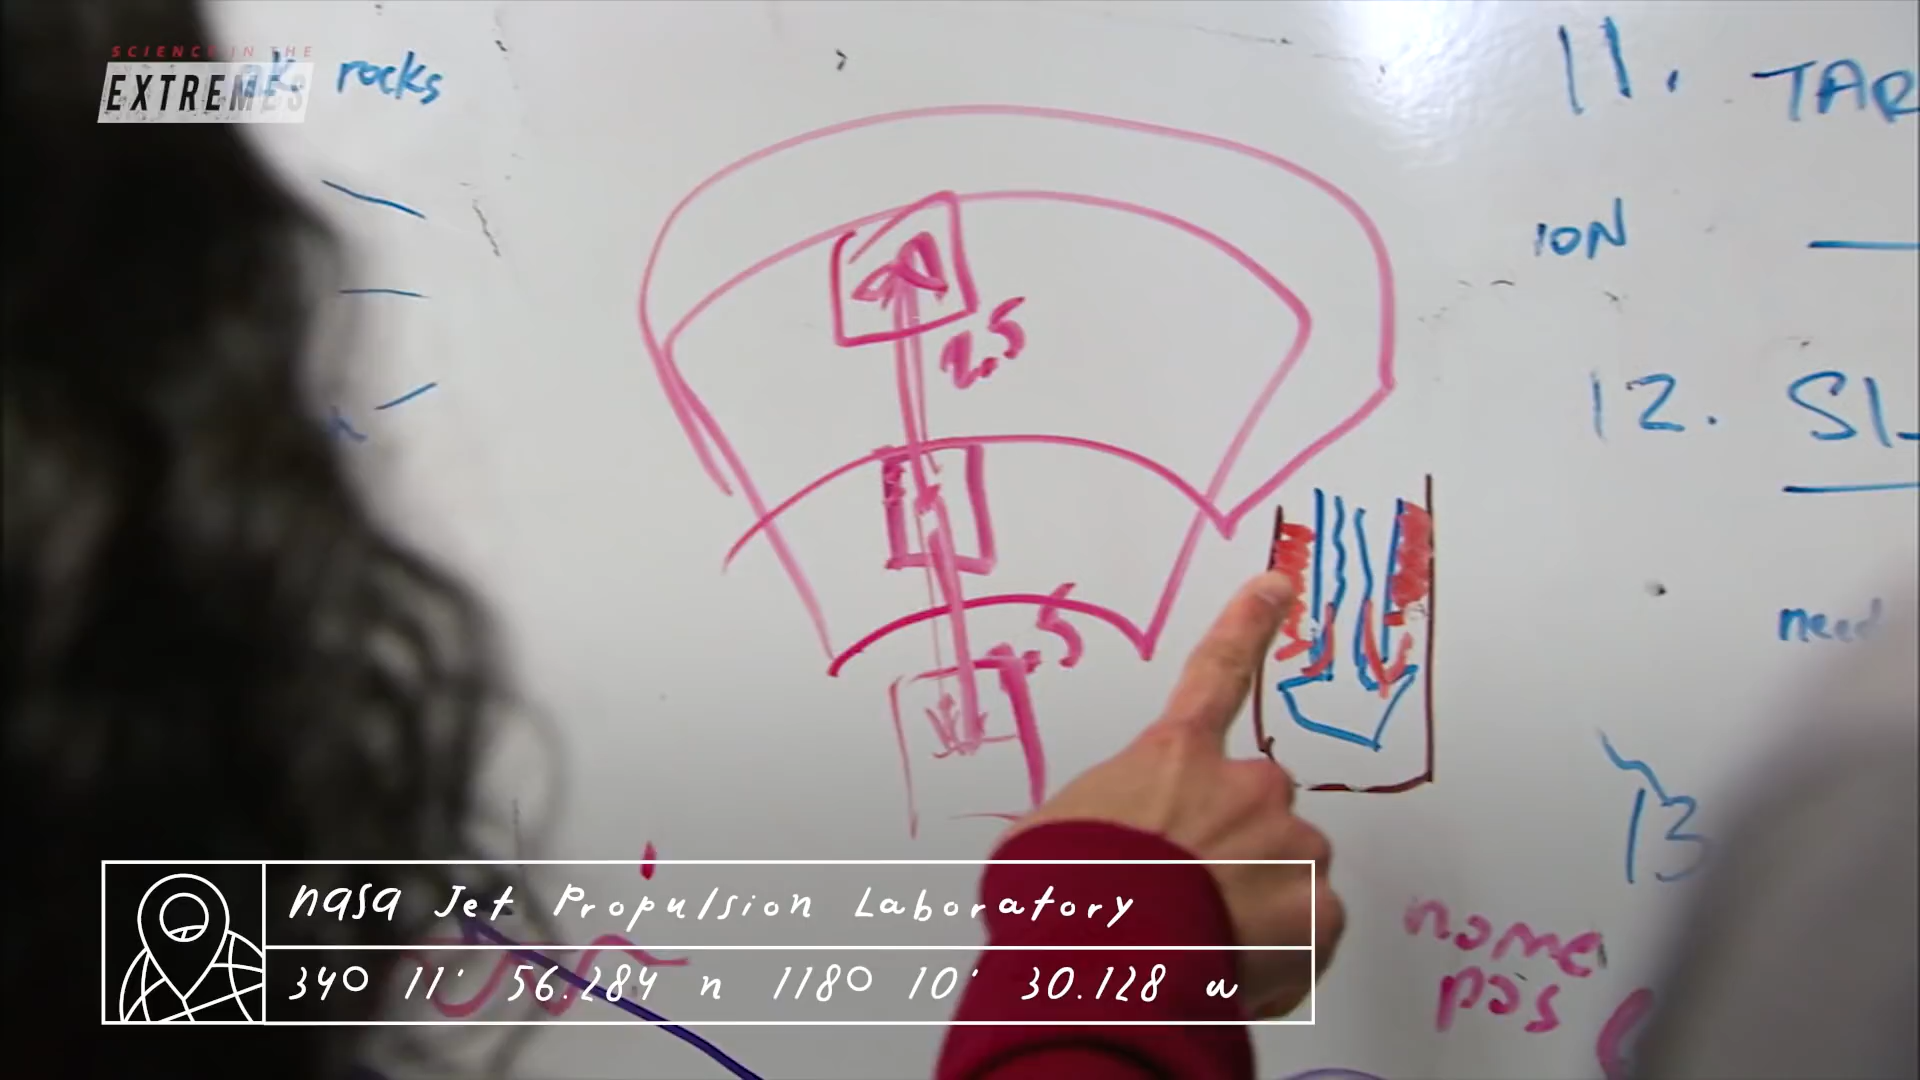 SCIENCE IN THE
EXTREMES
rocks
11. TAR
ION
2.5
12.
.5
need
13
home
pos
nasa Jet Propulsion Laboratory
34° 11' 56.284 n 118° 10' 30.128 w